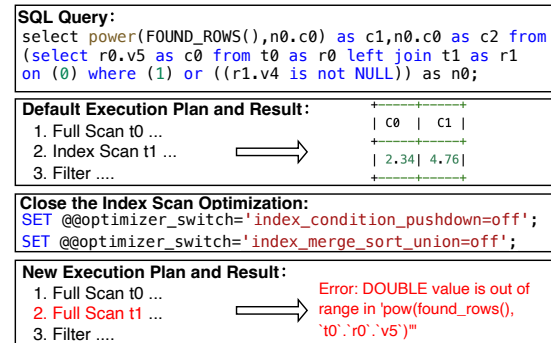 SQL Query:
select power(FOUND_ROWS(),n0.c0) as c1,n0.c0 as c2 from
(select r0.v5 as c0 from t0 as r0 left join t1 as r1
on (0) where (1) or ((r1.v4 is not NULL)) as n0;
Default Execution Plan and Result:
1. Full Scan t0 ...
2. Index Scan t1 ...
3. Filter ....
+-----+-----+
| C0 | C1 |
+-----+-----+
| 2.34| 4.76|
+-----+-----+
Close the Index Scan Optimization:
SET @@optimizer_switch='index_condition_pushdown=off';
SET @@optimizer_switch='index_merge_sort_union=off';
New Execution Plan and Result:
1. Full Scan t0 ...
2. Full Scan t1 ...
3. Filter ....
Error: DOUBLE value is out of
range in 'pow(found_rows(),
`t0`.`r0`.`v5`)'"